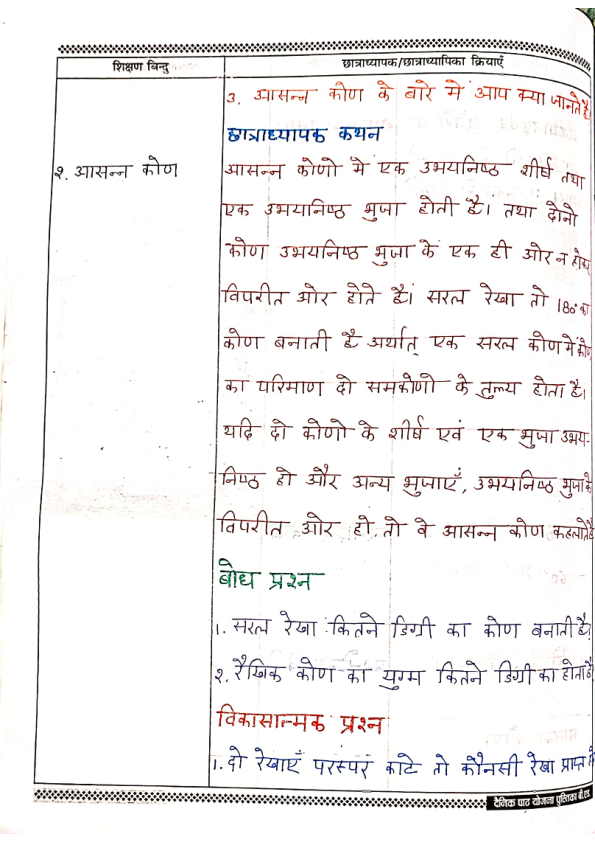 शिक्षण बिन्दु
छात्राध्यापक/छात्राध्यापिका क्रियाएँ
3. आसन्न कोण के बारे में आप क्या जानते है।
छात्राध्यापक कथन
२. आसन्न कोण
आसन्न कोणो मे एक उभयनिष्ठ शीर्ष तथा
एक उभयनिष्ठ भुजा होती है। तथा दोनो
कोण उभयनिष्ठ भुजा के एक ही ओर न होकर
विपरीत ओर होते है। सरल रेखा तो 180° का
कोण बनाती है अर्थात् एक सरल कोण में कोण
का परिमाण दो समकोणो के तुल्य होता है।
यदि दो कोणो के शीर्ष एवं एक भुजा उभय-
निष्ठ हो और अन्य भुजाएँ, उभयनिष्ठ भुजा के
विपरीत ओर हो, तो वे आसन्न कोण कहलाते है
बोध प्रश्न
1. सरल रेखा कितने डिग्री का कोण बनाती है?
२. रैखिक कोण का युग्म कितने डिग्री का होता है
विकासात्मक प्रश्न
1. दो रेखाएँ परस्पर काटे तो कौनसी रेखा प्राप्त
दैनिक पाठ योजना पुस्तिका बी.एड.